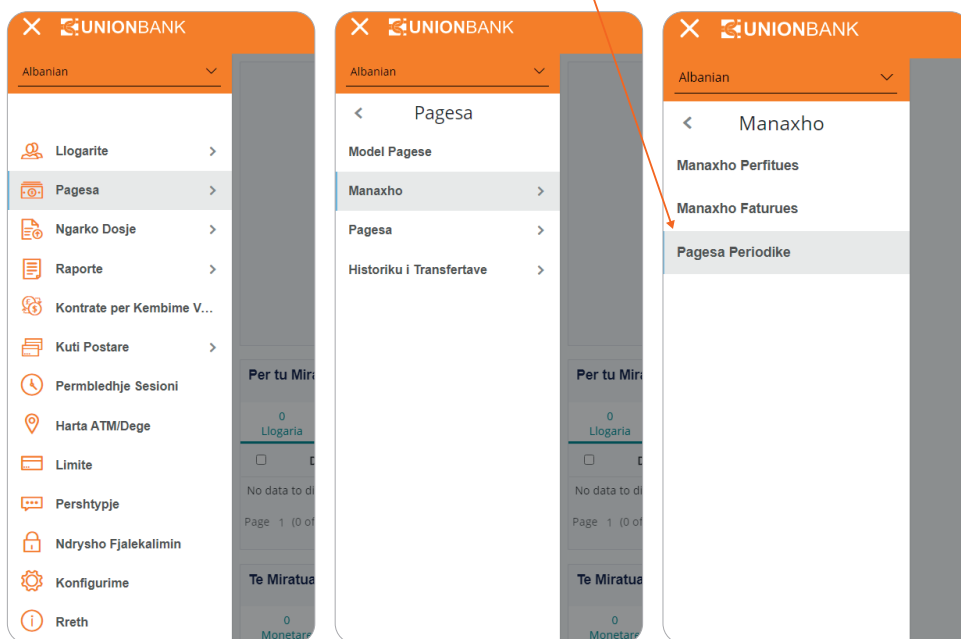 UNIONBANK
Albanian
Llogarite
Pagesa
Ngarko Dosje
Raporte
Kontrate per Kembime V...
Kuti Postare
Permbledhje Sesioni
Harta ATM/Dege
Limite
Pershtypje
Ndrysho Fjalekalimin
Konfigurime
Rreth
Per tu Mira
0
Llogaria
No data to di
Page 1 (0 of
Te Miratua
0
Monetare
UNIONBANK
Albanian
Pagesa
Model Pagese
Manaxho
Pagesa
Historiku i Transfertave
Per tu Mira
0
Llogaria
No data to di
Page 1 (0 of
Te Miratua
0
Monetare
UNIONBANK
Albanian
Manaxho
Manaxho Perfitues
Manaxho Faturues
Pagesa Periodike